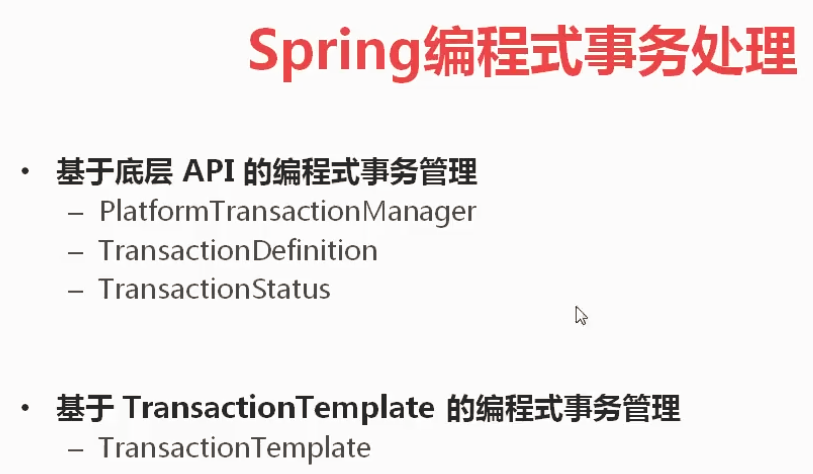 Spring编程式事务处理
• 基于底层 API 的编程式事务管理
– PlatformTransactionManager
– TransactionDefinition
– TransactionStatus
• 基于 TransactionTemplate 的编程式事务管理
– TransactionTemplate